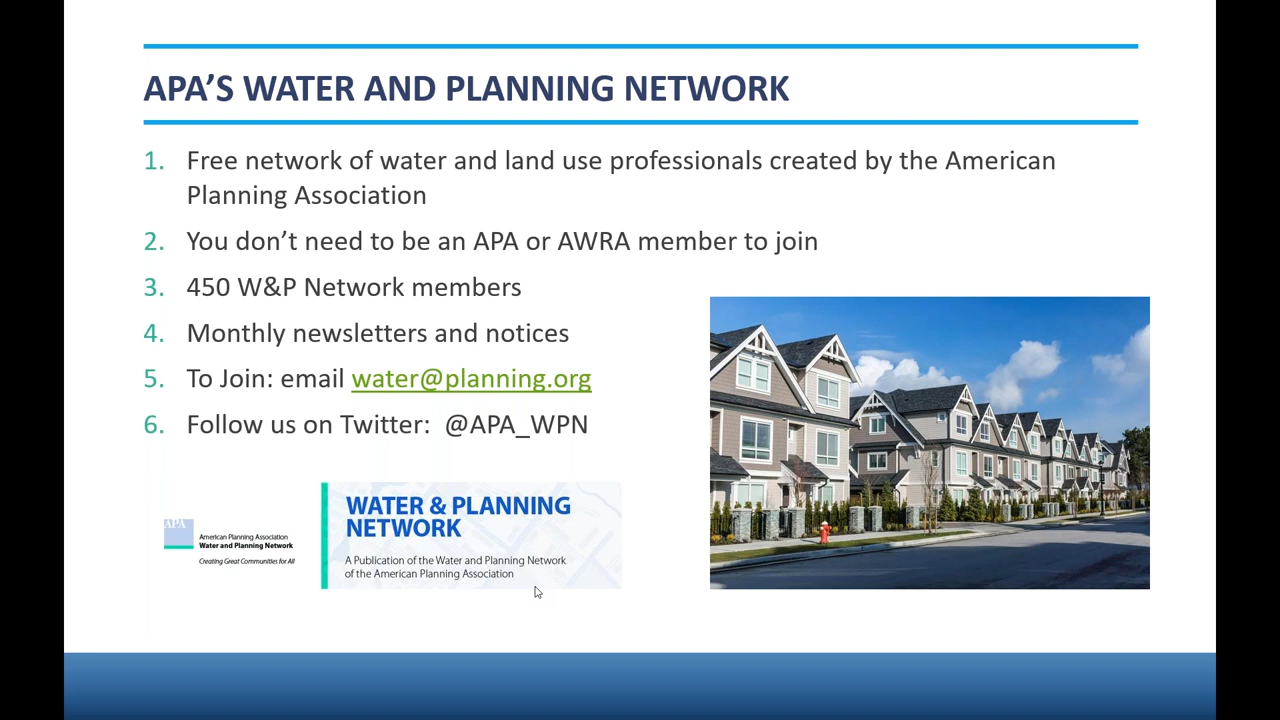 APA’S WATER AND PLANNING NETWORK
1. Free network of water and land use professionals created by the American
Planning Association
2. You don’t need to be an APA or AWRA member to join
3. 450 W&P Network members
4. Monthly newsletters and notices
5. To Join: email water@planning.org
6. Follow us on Twitter:  @APA_WPN
APA
American Planning Association
Water and Planning Network
Creating Great Communities for All
WATER & PLANNING
NETWORK
A Publication of the Water and Planning Network
of the American Planning Association